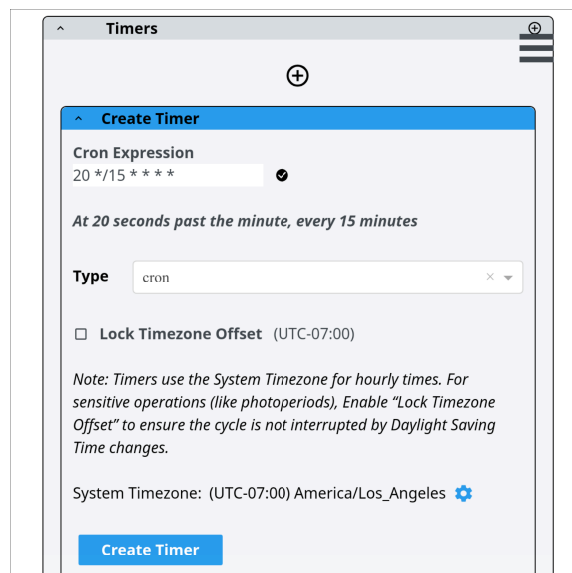 Timers
Create Timer
Cron Expression
20 */15 * * * *
At 20 seconds past the minute, every 15 minutes
Type cron
Lock Timezone Offset (UTC-07:00)
Note: Timers use the System Timezone for hourly times. For
sensitive operations (like photoperiods), Enable “Lock Timezone
Offset” to ensure the cycle is not interrupted by Daylight Saving
Time changes.
System Timezone: (UTC-07:00) America/Los_Angeles
Create Timer